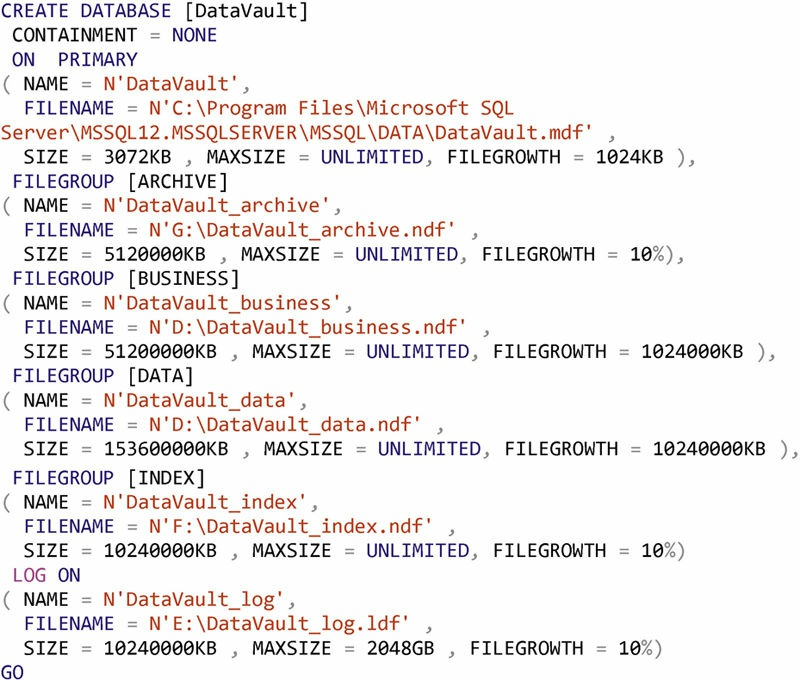 CREATE DATABASE [DataVault]
CONTAINMENT = NONE
ON  PRIMARY
( NAME = N'DataVault',
FILENAME = N'C:\Program Files\Microsoft SQL
Server\MSSQL12.MSSQLSERVER\MSSQL\DATA\DataVault.mdf' ,
SIZE = 3072KB , MAXSIZE = UNLIMITED, FILEGROWTH = 1024KB ),
FILEGROUP [ARCHIVE]
( NAME = N'DataVault_archive',
FILENAME = N'G:\DataVault_archive.ndf' ,
SIZE = 5120000KB , MAXSIZE = UNLIMITED, FILEGROWTH = 10%),
FILEGROUP [BUSINESS]
( NAME = N'DataVault_business',
FILENAME = N'D:\DataVault_business.ndf' ,
SIZE = 51200000KB , MAXSIZE = UNLIMITED, FILEGROWTH = 1024000KB ),
FILEGROUP [DATA]
( NAME = N'DataVault_data',
FILENAME = N'D:\DataVault_data.ndf' ,
SIZE = 153600000KB , MAXSIZE = UNLIMITED, FILEGROWTH = 10240000KB ),
FILEGROUP [INDEX]
( NAME = N'DataVault_index',
FILENAME = N'F:\DataVault_index.ndf' ,
SIZE = 10240000KB , MAXSIZE = UNLIMITED, FILEGROWTH = 10%)
LOG ON
( NAME = N'DataVault_log',
FILENAME = N'E:\DataVault_log.ldf' ,
SIZE = 10240000KB , MAXSIZE = 2048GB , FILEGROWTH = 10%)
GO